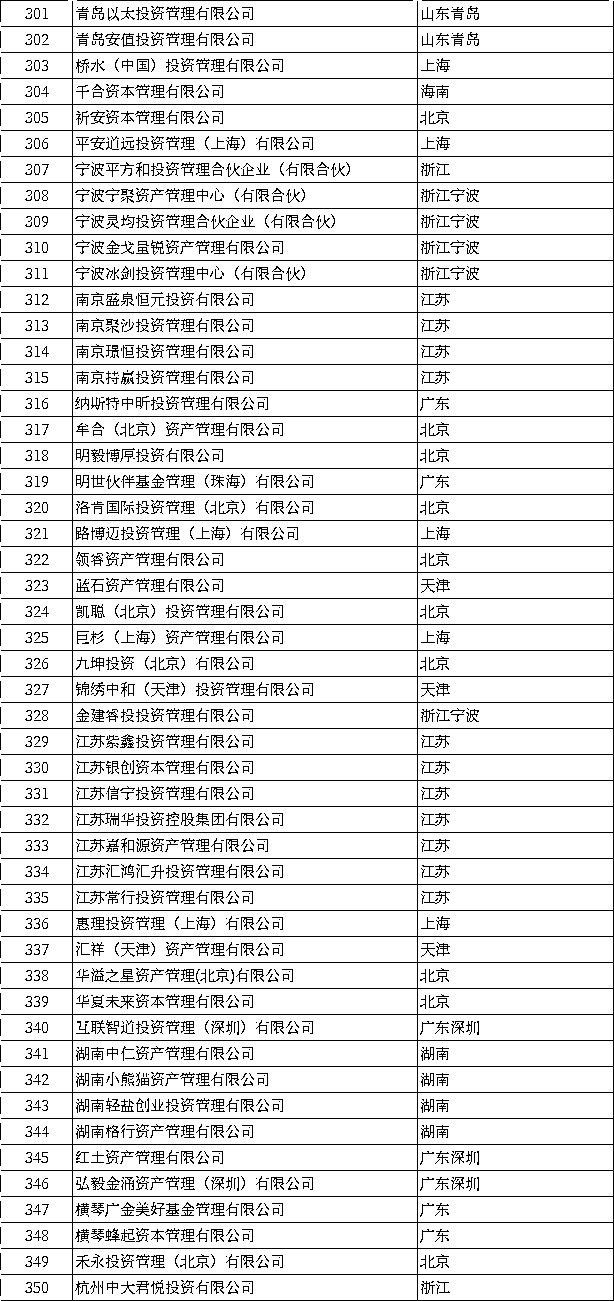 301 青岛以太投资管理有限公司 山东青岛
302 青岛安值投资管理有限公司 山东青岛
303 桥水（中国）投资管理有限公司 上海
304 千合资本管理有限公司 海南
305 祈安资本管理有限公司 北京
306 平安道远投资管理（上海）有限公司 上海
307 宁波平方和投资管理合伙企业（有限合伙） 浙江
308 宁波宁聚资产管理中心（有限合伙） 浙江宁波
309 宁波灵均投资管理合伙企业（有限合伙） 浙江宁波
310 宁波金戈量锐资产管理有限公司 浙江宁波
311 宁波冰剑投资管理中心（有限合伙） 浙江宁波
312 南京盛泉恒元投资有限公司 江苏
313 南京聚沙投资管理有限公司 江苏
314 南京璟恒投资管理有限公司 江苏
315 南京持赢投资管理有限公司 江苏
316 纳斯特中昕投资管理有限公司 广东
317 牟合（北京）资产管理有限公司 北京
318 明毅博厚投资有限公司 北京
319 明世伙伴基金管理（珠海）有限公司 广东
320 洛肯国际投资管理（北京）有限公司 北京
321 路博迈投资管理（上海）有限公司 上海
322 领睿资产管理有限公司 北京
323 蓝石资产管理有限公司 天津
324 凯聪（北京）投资管理有限公司 北京
325 巨杉（上海）资产管理有限公司 上海
326 九坤投资（北京）有限公司 北京
327 锦绣中和（天津）投资管理有限公司 天津
328 金建睿投投资管理有限公司 浙江宁波
329 江苏紫鑫投资管理有限公司 江苏
330 江苏银创资本管理有限公司 江苏
331 江苏信宁投资管理有限公司 江苏
332 江苏瑞华投资控股集团有限公司 江苏
333 江苏嘉和源资产管理有限公司 江苏
334 江苏汇鸿汇升投资管理有限公司 江苏
335 江苏常行投资管理有限公司 江苏
336 惠理投资管理（上海）有限公司 上海
337 汇祥（天津）资产管理有限公司 天津
338 华溢之星资产管理(北京)有限公司 北京
339 华夏未来资本管理有限公司 北京
340 互联智道投资管理（深圳）有限公司 广东深圳
341 湖南中仁资产管理有限公司 湖南
342 湖南小熊猫资产管理有限公司 湖南
343 湖南轻盐创业投资管理有限公司 湖南
344 湖南格行资产管理有限公司 湖南
345 红土资产管理有限公司 广东深圳
346 弘毅金涌资产管理（深圳）有限公司 广东深圳
347 横琴广金美好基金管理有限公司 广东
348 横琴蜂起资本管理有限公司 广东
349 禾永投资管理（北京）有限公司 北京
350 杭州中大君悦投资有限公司 浙江